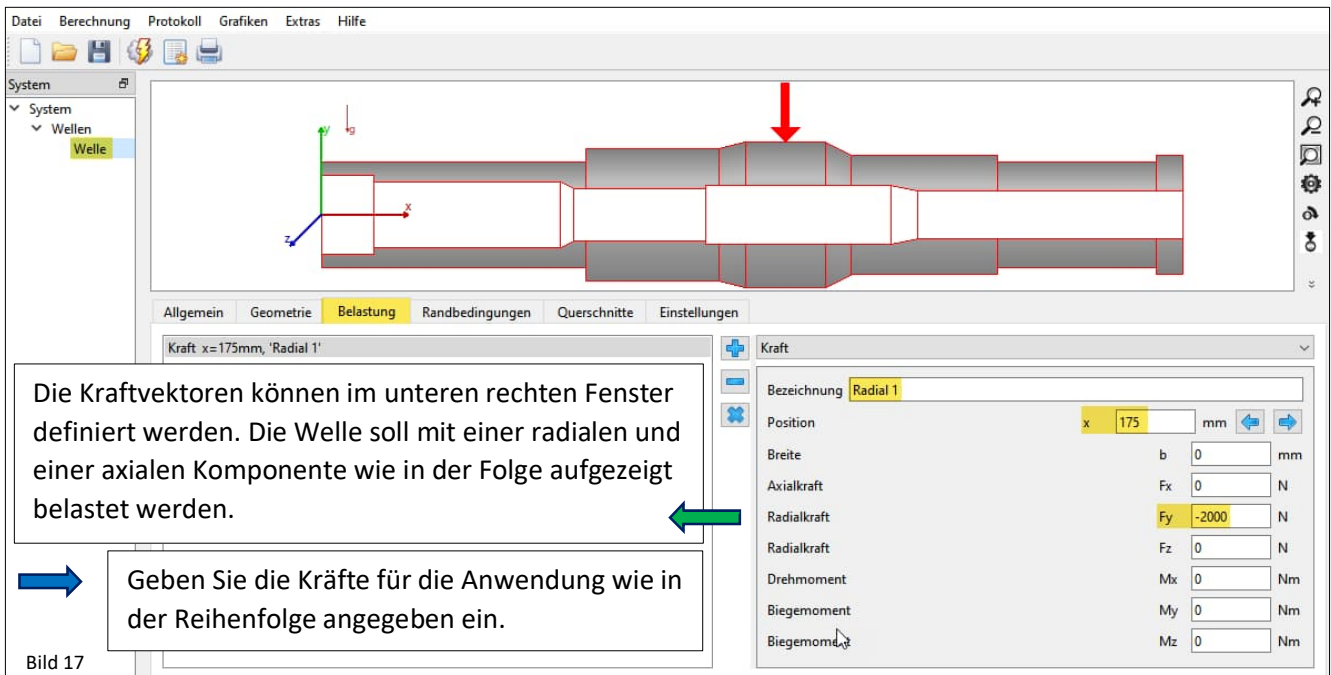 Datei Berechnung Protokoll Grafiken Extras Hilfe
System
System
Wellen
Welle
y g
x
z
Allgemein Geometrie Belastung Randbedingungen Querschnitte Einstellungen
Kraft x=175mm, 'Radial 1'
Kraft
Die Kraftvektoren können im unteren rechten Fenster
definiert werden. Die Welle soll mit einer radialen und
einer axialen Komponente wie in der Folge aufgezeigt
belastet werden.
Geben Sie die Kräfte für die Anwendung wie in
der Reihenfolge angegeben ein.
Bild 17
Bezeichnung Radial 1
Position x 175 mm
Breite b 0 mm
Axialkraft Fx 0 N
Radialkraft Fy -2000 N
Radialkraft Fz 0 N
Drehmoment Mx 0 Nm
Biegemoment My 0 Nm
Biegemoment Mz 0 Nm